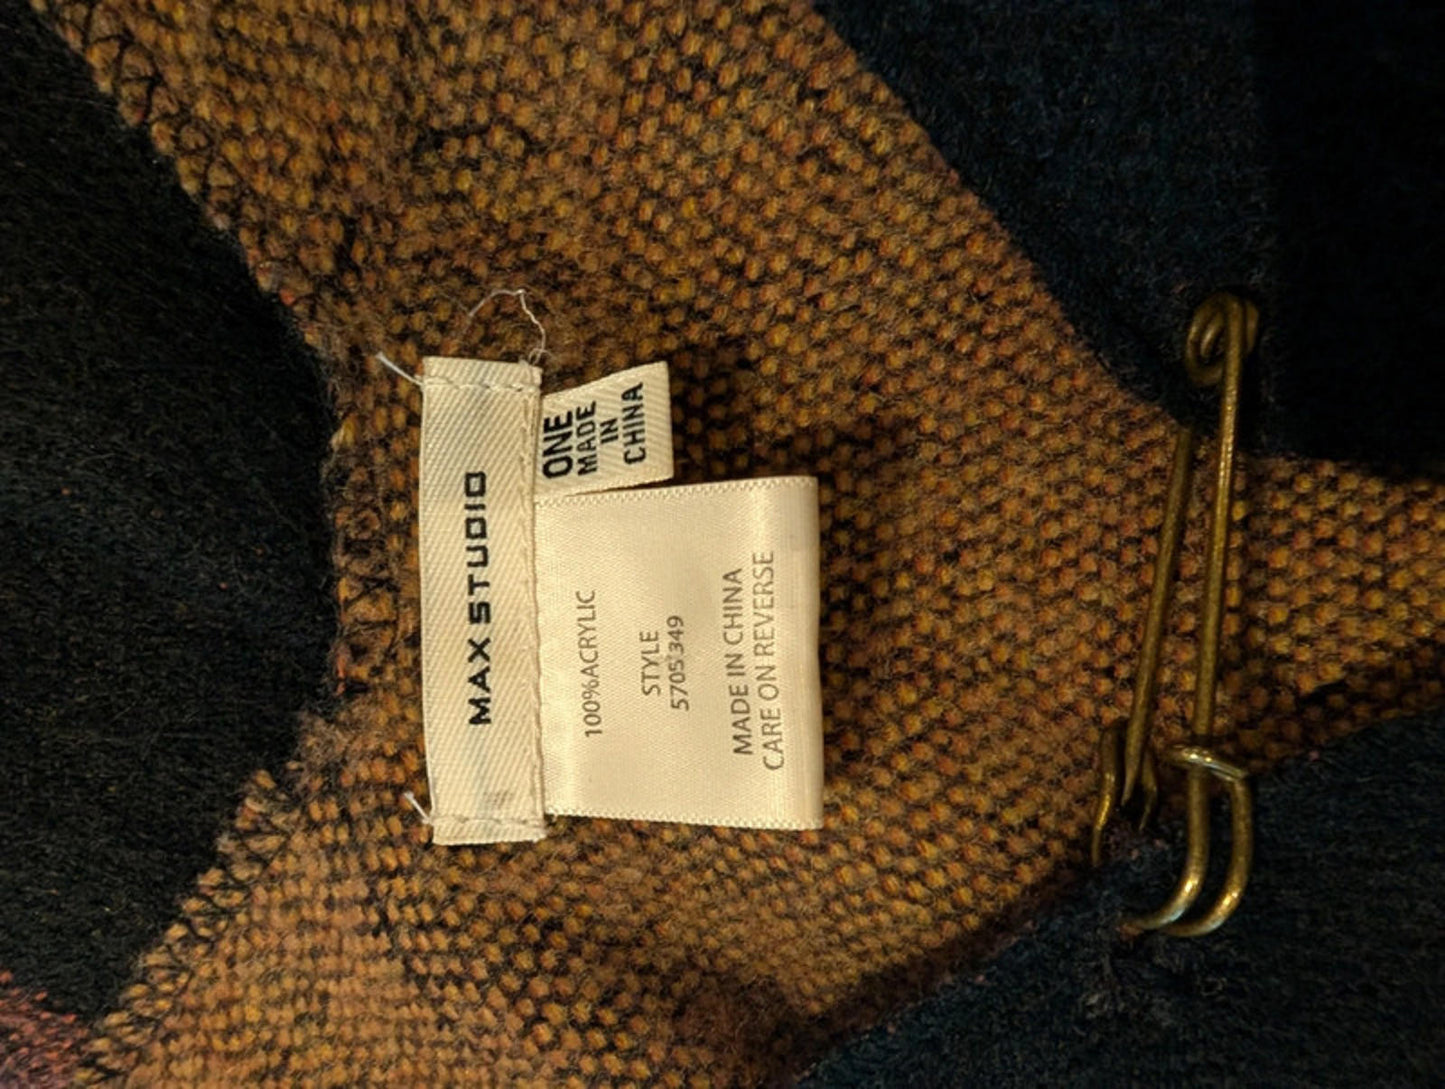 MAX STUDIO
ONE
MADE
IN
CHINA
100%ACRYLIC
STYLE
5705349
MADE IN CHINA
CARE ON REVERSE